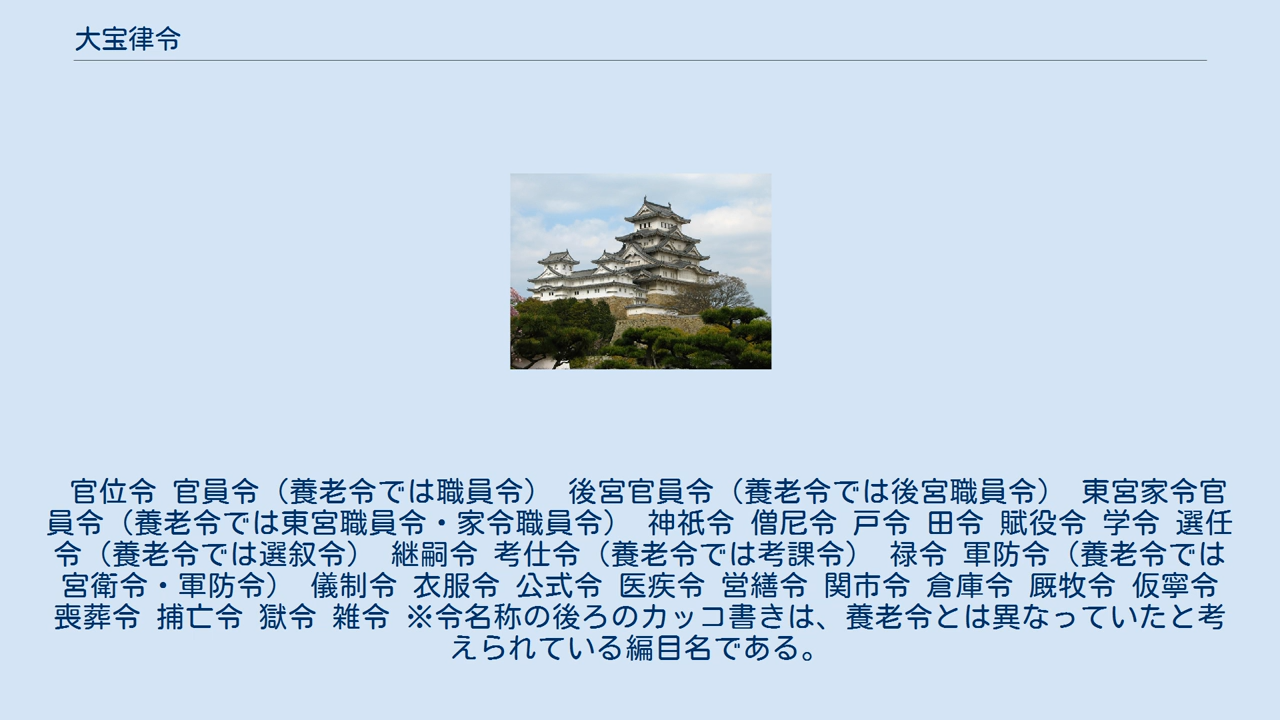 大宝律令
官位令 官員令（養老令では職員令） 後宮官員令（養老令では後宮職員令） 東宮家令官
員令（養老令では東宮職員令・家令職員令） 神祇令 僧尼令 戸令 田令 賦役令 学令 選任
令（養老令では選叙令） 継嗣令 考仕令（養老令では考課令） 禄令 軍防令（養老令では
宮衛令・軍防令） 儀制令 衣服令 公式令 医疾令 営繕令 関市令 倉庫令 厩牧令 仮寧令
喪葬令 捕亡令 獄令 雑令 ※令名称の後ろのカッコ書きは、養老令とは異なっていたと考
えられている編目名である。